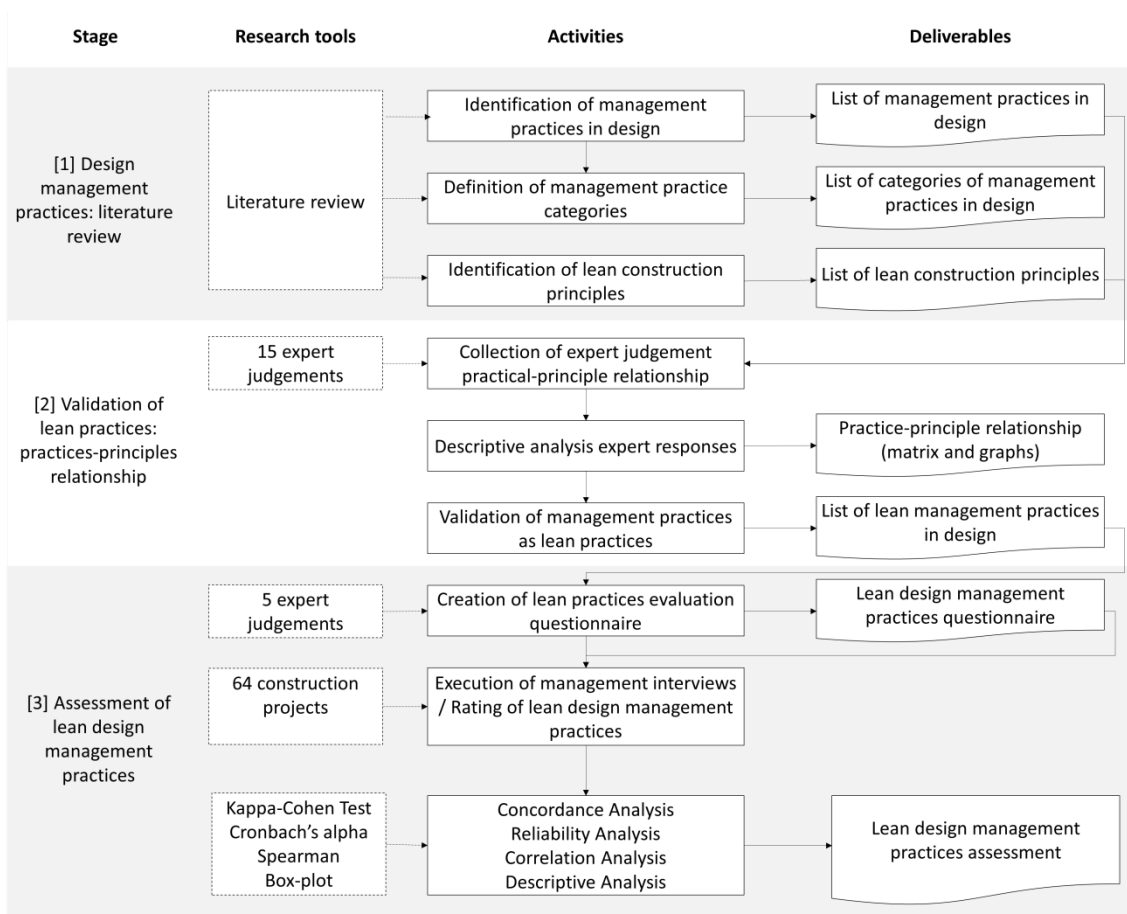 Stage
Research tools
Activities
Deliverables
[1] Design
management
practices: literature
review
Literature review
Identification of management
practices in design
List of management practices in
design
Definition of management practice
categories
List of categories of management
practices in design
Identification of lean construction
principles
List of lean construction principles
[2] Validation of
lean practices:
practices-principles
relationship
15 expert
judgements
Collection of expert judgement
practical-principle relationship
Descriptive analysis expert responses
Practice-principle relationship
(matrix and graphs)
Validation of management practices
as lean practices
List of lean management practices
in design
[3] Assessment of
lean design
management
practices
5 expert
judgements
Creation of lean practices evaluation
questionnaire
Lean design management
practices questionnaire
64 construction
projects
Execution of management interviews
/ Rating of lean design management
practices
Kappa-Cohen Test
Cronbach’s alpha
Spearman
Box-plot
Concordance Analysis
Reliability Analysis
Correlation Analysis
Descriptive Analysis
Lean design management
practices assessment